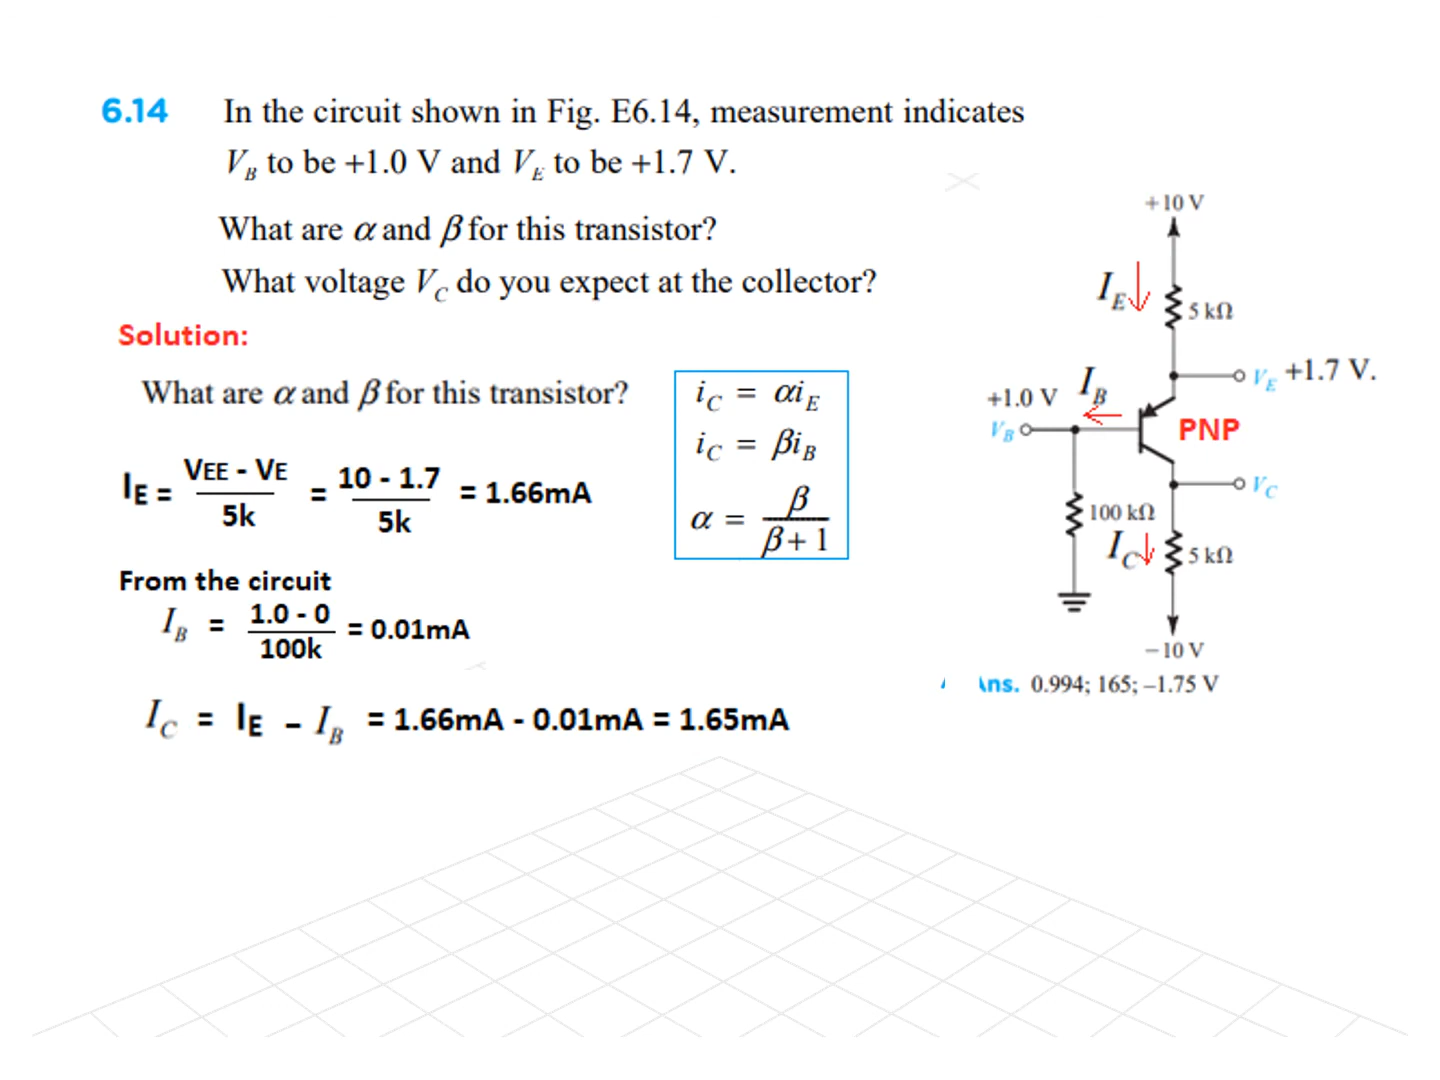 6.14 In the circuit shown in Fig. E6.14, measurement indicates
V_B to be +1.0 V and V_E to be +1.7 V.
What are α and β for this transistor?
What voltage V_C do you expect at the collector?
Solution:
What are α and β for this transistor?
i_C = αi_E
i_C = βi_B
α = β / β + 1
I_E = VEE - VE / 5k = 10 - 1.7 / 5k = 1.66mA
From the circuit
I_B = 1.0 - 0 / 100k = 0.01mA
I_C = I_E - I_B = 1.66mA - 0.01mA = 1.65mA
+10 V
I_E
5 kΩ
V_E +1.7 V.
+1.0 V I_B
V_B
PNP
V_C
100 kΩ
I_C
5 kΩ
−10 V
Ans. 0.994; 165; −1.75 V